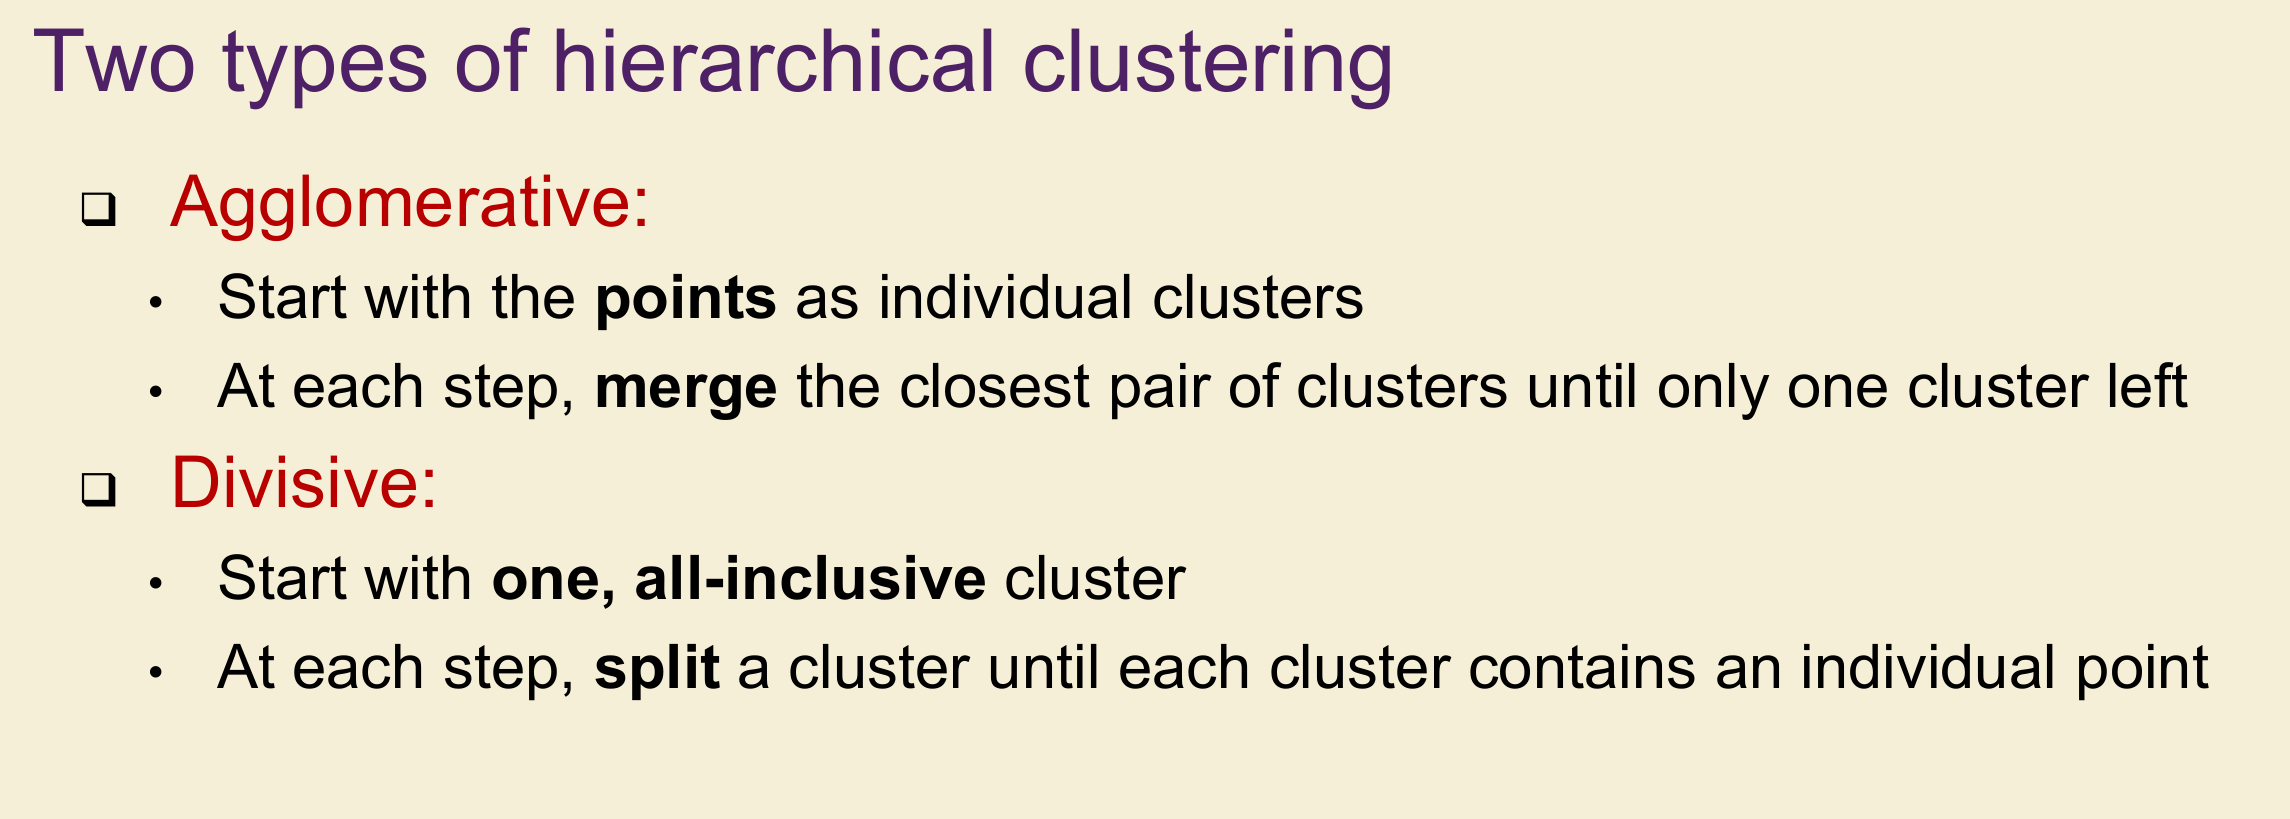 Two types of hierarchical clustering
❑ Agglomerative:
• Start with the points as individual clusters
• At each step, merge the closest pair of clusters until only one cluster left
❑ Divisive:
• Start with one, all-inclusive cluster
• At each step, split a cluster until each cluster contains an individual point